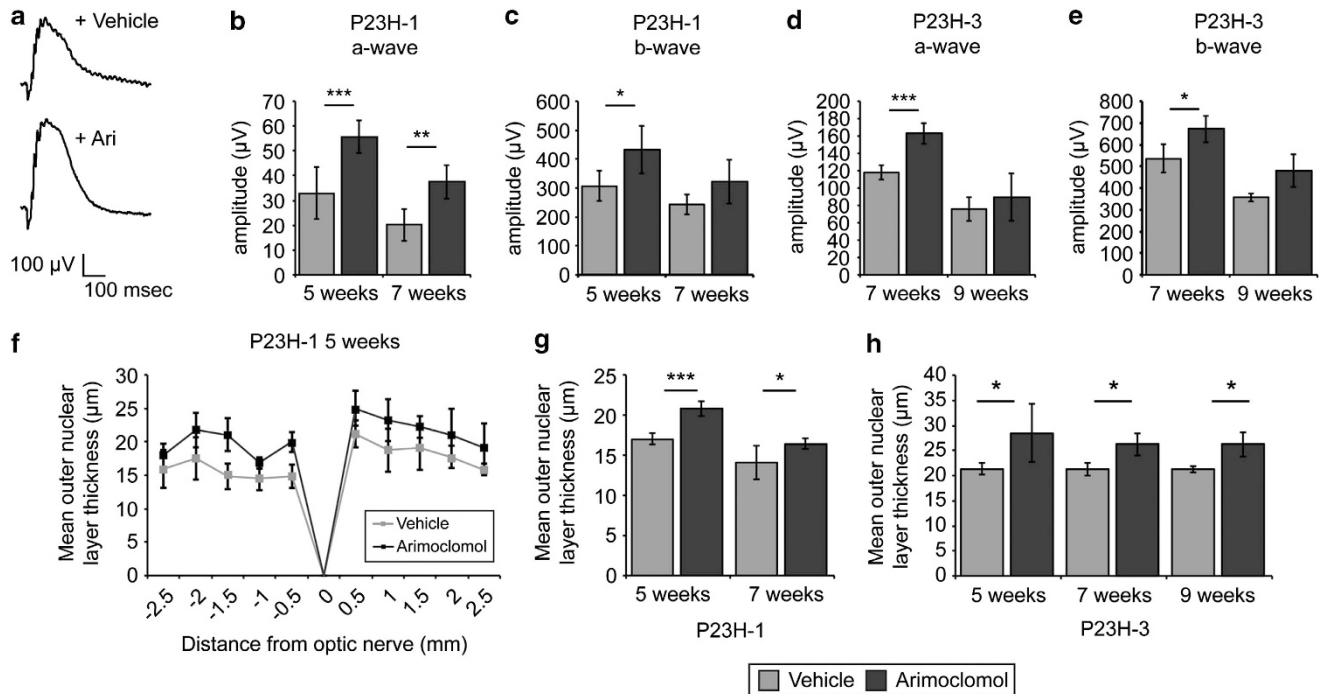 a
+ Vehicle
+ Ari
100 µV
100 msec
b
P23H-1
a-wave
amplitude (µV)
70
60
50
40
30
20
10
0
***
**
5 weeks
7 weeks
c
P23H-1
b-wave
amplitude (µV)
600
500
400
300
200
100
0
*
5 weeks
7 weeks
d
P23H-3
a-wave
amplitude (µV)
200
180
160
140
120
100
80
60
40
20
0
***
7 weeks
9 weeks
e
P23H-3
b-wave
amplitude (µV)
800
700
600
500
400
300
200
100
0
*
7 weeks
9 weeks
f
P23H-1 5 weeks
Mean outer nuclear
layer thickness (µm)
30
25
20
15
10
5
0
Vehicle
Arimoclomol
-2.5
-2
-1.5
-1
-0.5
0
0.5
1
1.5
2
2.5
Distance from optic nerve (mm)
g
Mean outer nuclear
layer thickness (µm)
25
20
15
10
5
0
***
*
5 weeks
7 weeks
P23H-1
h
Mean outer nuclear
layer thickness (µm)
40
35
30
25
20
15
10
5
0
*
*
*
5 weeks
7 weeks
9 weeks
P23H-3
Vehicle
Arimoclomol